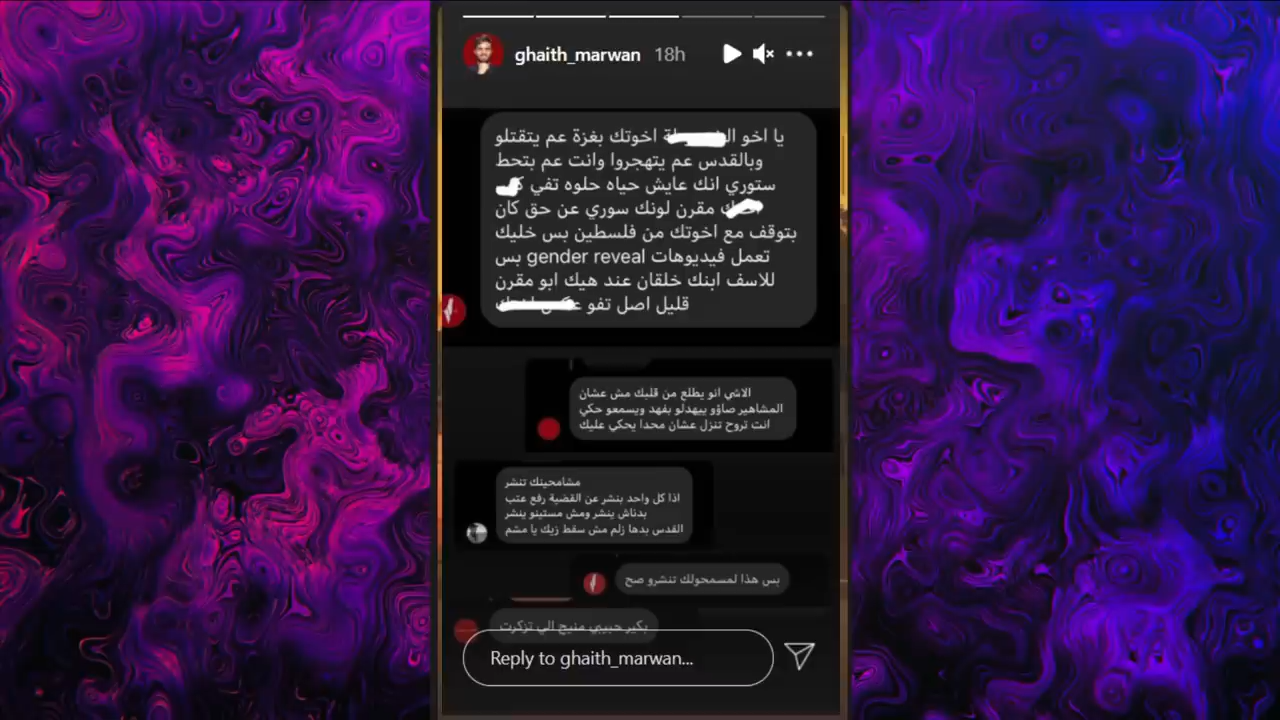 ghaith_marwan 18h
يا اخو اخوتك بغزة عم يتقتلو
وبالقدس عم يتهجروا وانت عم بتحط
ستوري انك عايش حياه حلوه تفي
مقرن لونك سوري عن حق كان
بتوقف مع اخوتك من فلسطين بس خليك
تعمل فيديوهات gender reveal بس
للاسف ابنك خلقان عند هيك ابو مقرن
قليل اصل تفو
الاشي انو يطلع من قلبك مش عشان
المشاهير صاؤو بيهدلو بفهد ويسمعو حكي
انت تروح تنزل عشان محدا يحكي عليك
مشامحينك تنشر
اذا كل واحد بنشر عن القضية رفع عتب
بدناش ينشر ومش مستينو ينشر
القدس بدها زلم مش سقط زيك يا مشم
بس هذا لمسمحولك تنشرو صح
بكير حبيبي منيح الي تزكرت
Reply to ghaith_marwan...